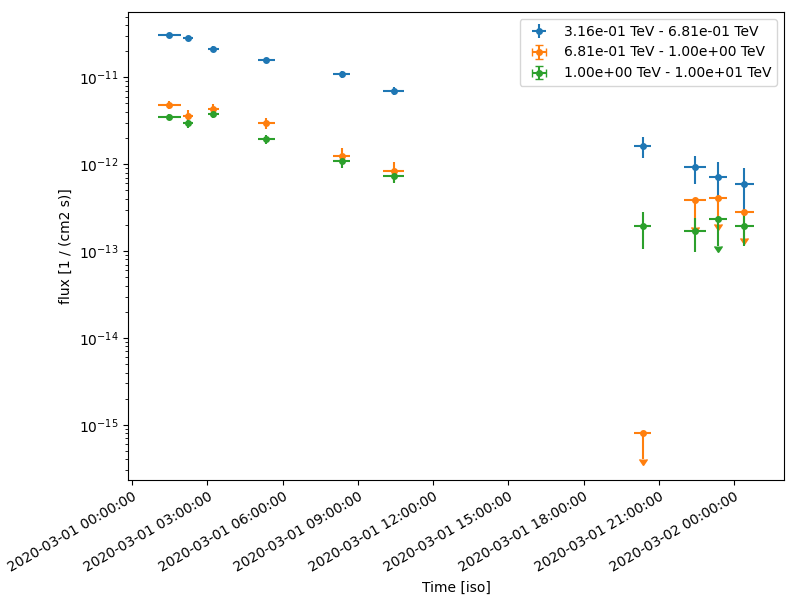 3.16e-01 TeV - 6.81e-01 TeV
6.81e-01 TeV - 1.00e+00 TeV
1.00e+00 TeV - 1.00e+01 TeV
flux [1 / (cm2 s)]
10⁻¹¹
10⁻¹²
10⁻¹³
10⁻¹⁴
10⁻¹⁵
2020-03-01 00:00:00
2020-03-01 03:00:00
2020-03-01 06:00:00
2020-03-01 09:00:00
2020-03-01 12:00:00
2020-03-01 15:00:00
2020-03-01 18:00:00
2020-03-01 21:00:00
2020-03-02 00:00:00
Time [iso]